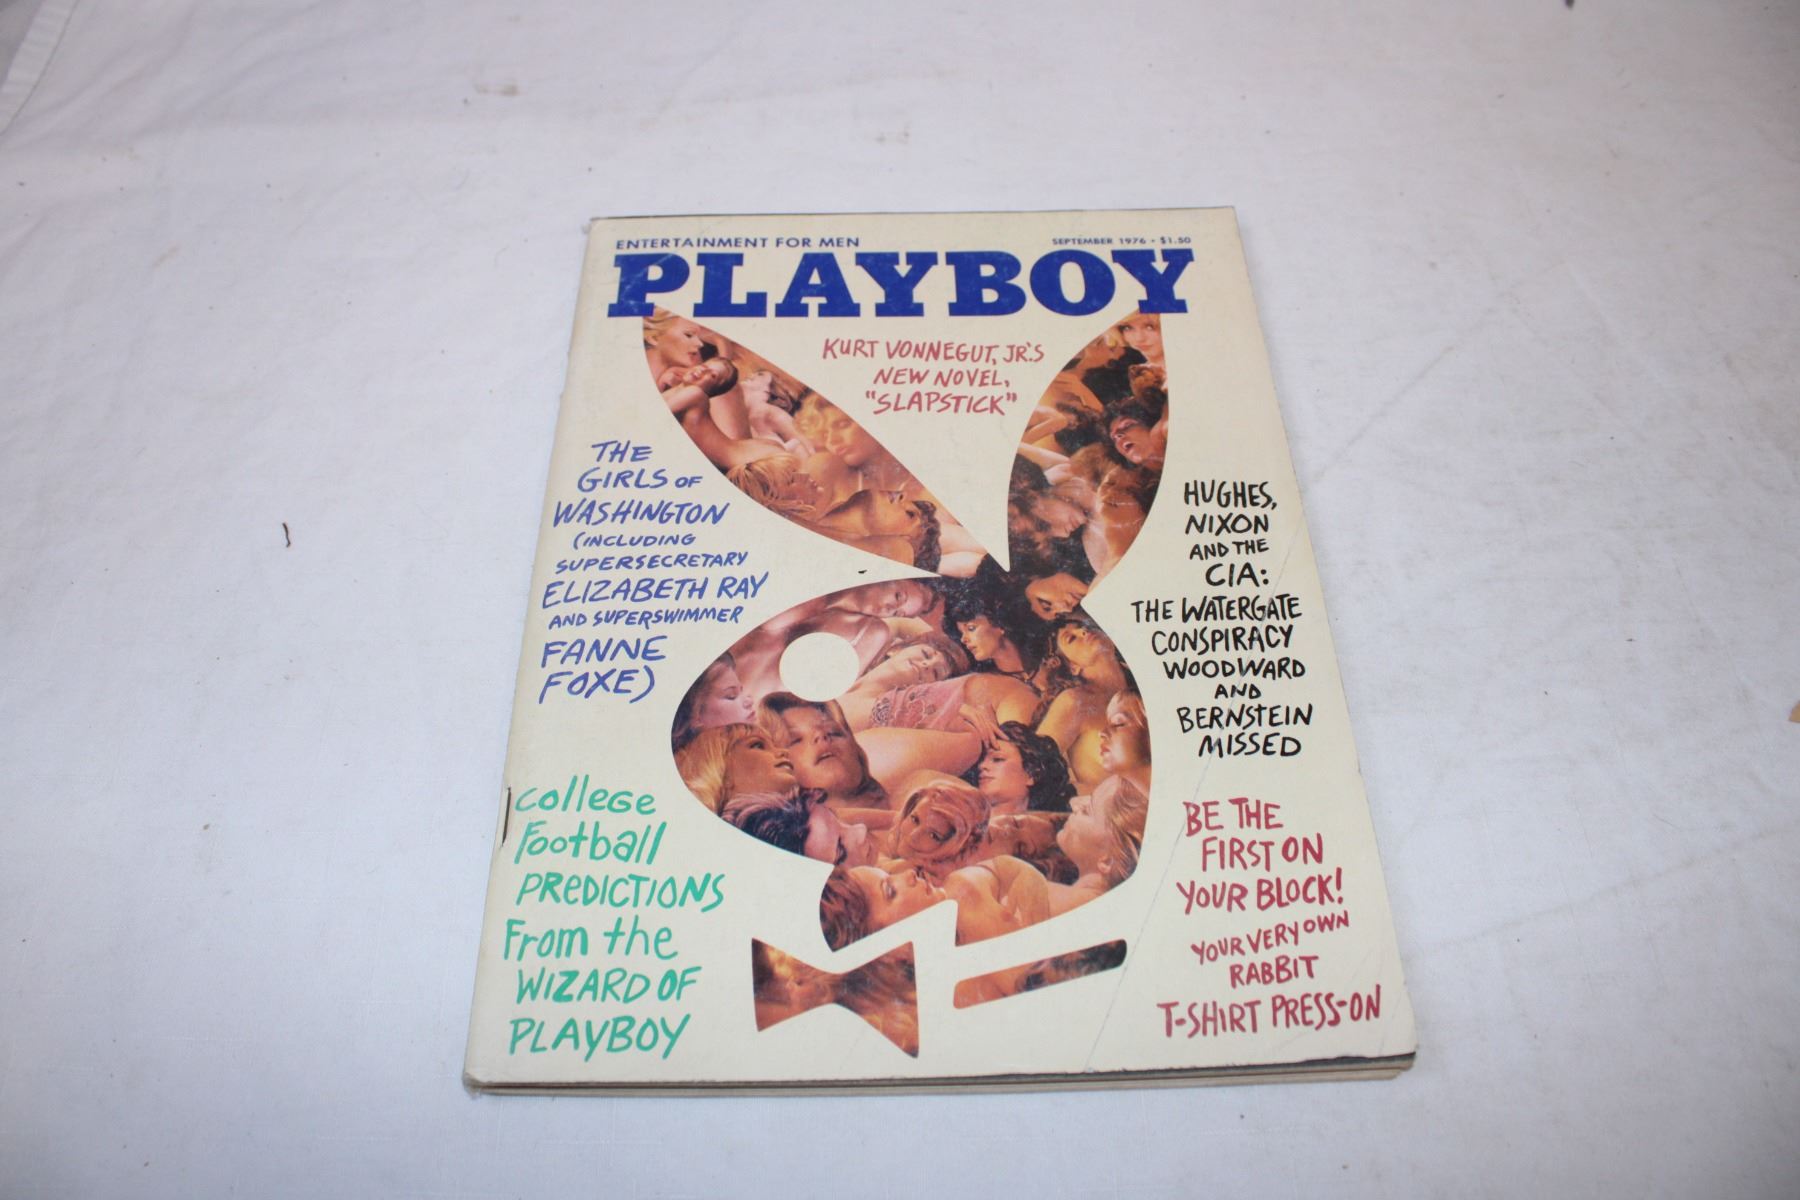 ENTERTAINMENT FOR MEN
SEPTEMBER 1976 • $1.50
PLAYBOY
KURT VONNEGUT, JR.'S
NEW NOVEL,
"SLAPSTICK"
THE
GIRLS OF
WASHINGTON
(INCLUDING
SUPERSECRETARY
ELIZABETH RAY
AND SUPERSWIMMER
FANNE
FOXE)
HUGHES,
NIXON
AND THE
CIA:
THE WATERGATE
CONSPIRACY
WOODWARD
AND
BERNSTEIN
MISSED
College
Football
PREDICTIONS
From the
WIZARD OF
PLAYBOY
BE THE
FIRST ON
YOUR BLOCK!
YOUR VERY OWN
RABBIT
T-SHIRT PRESS-ON